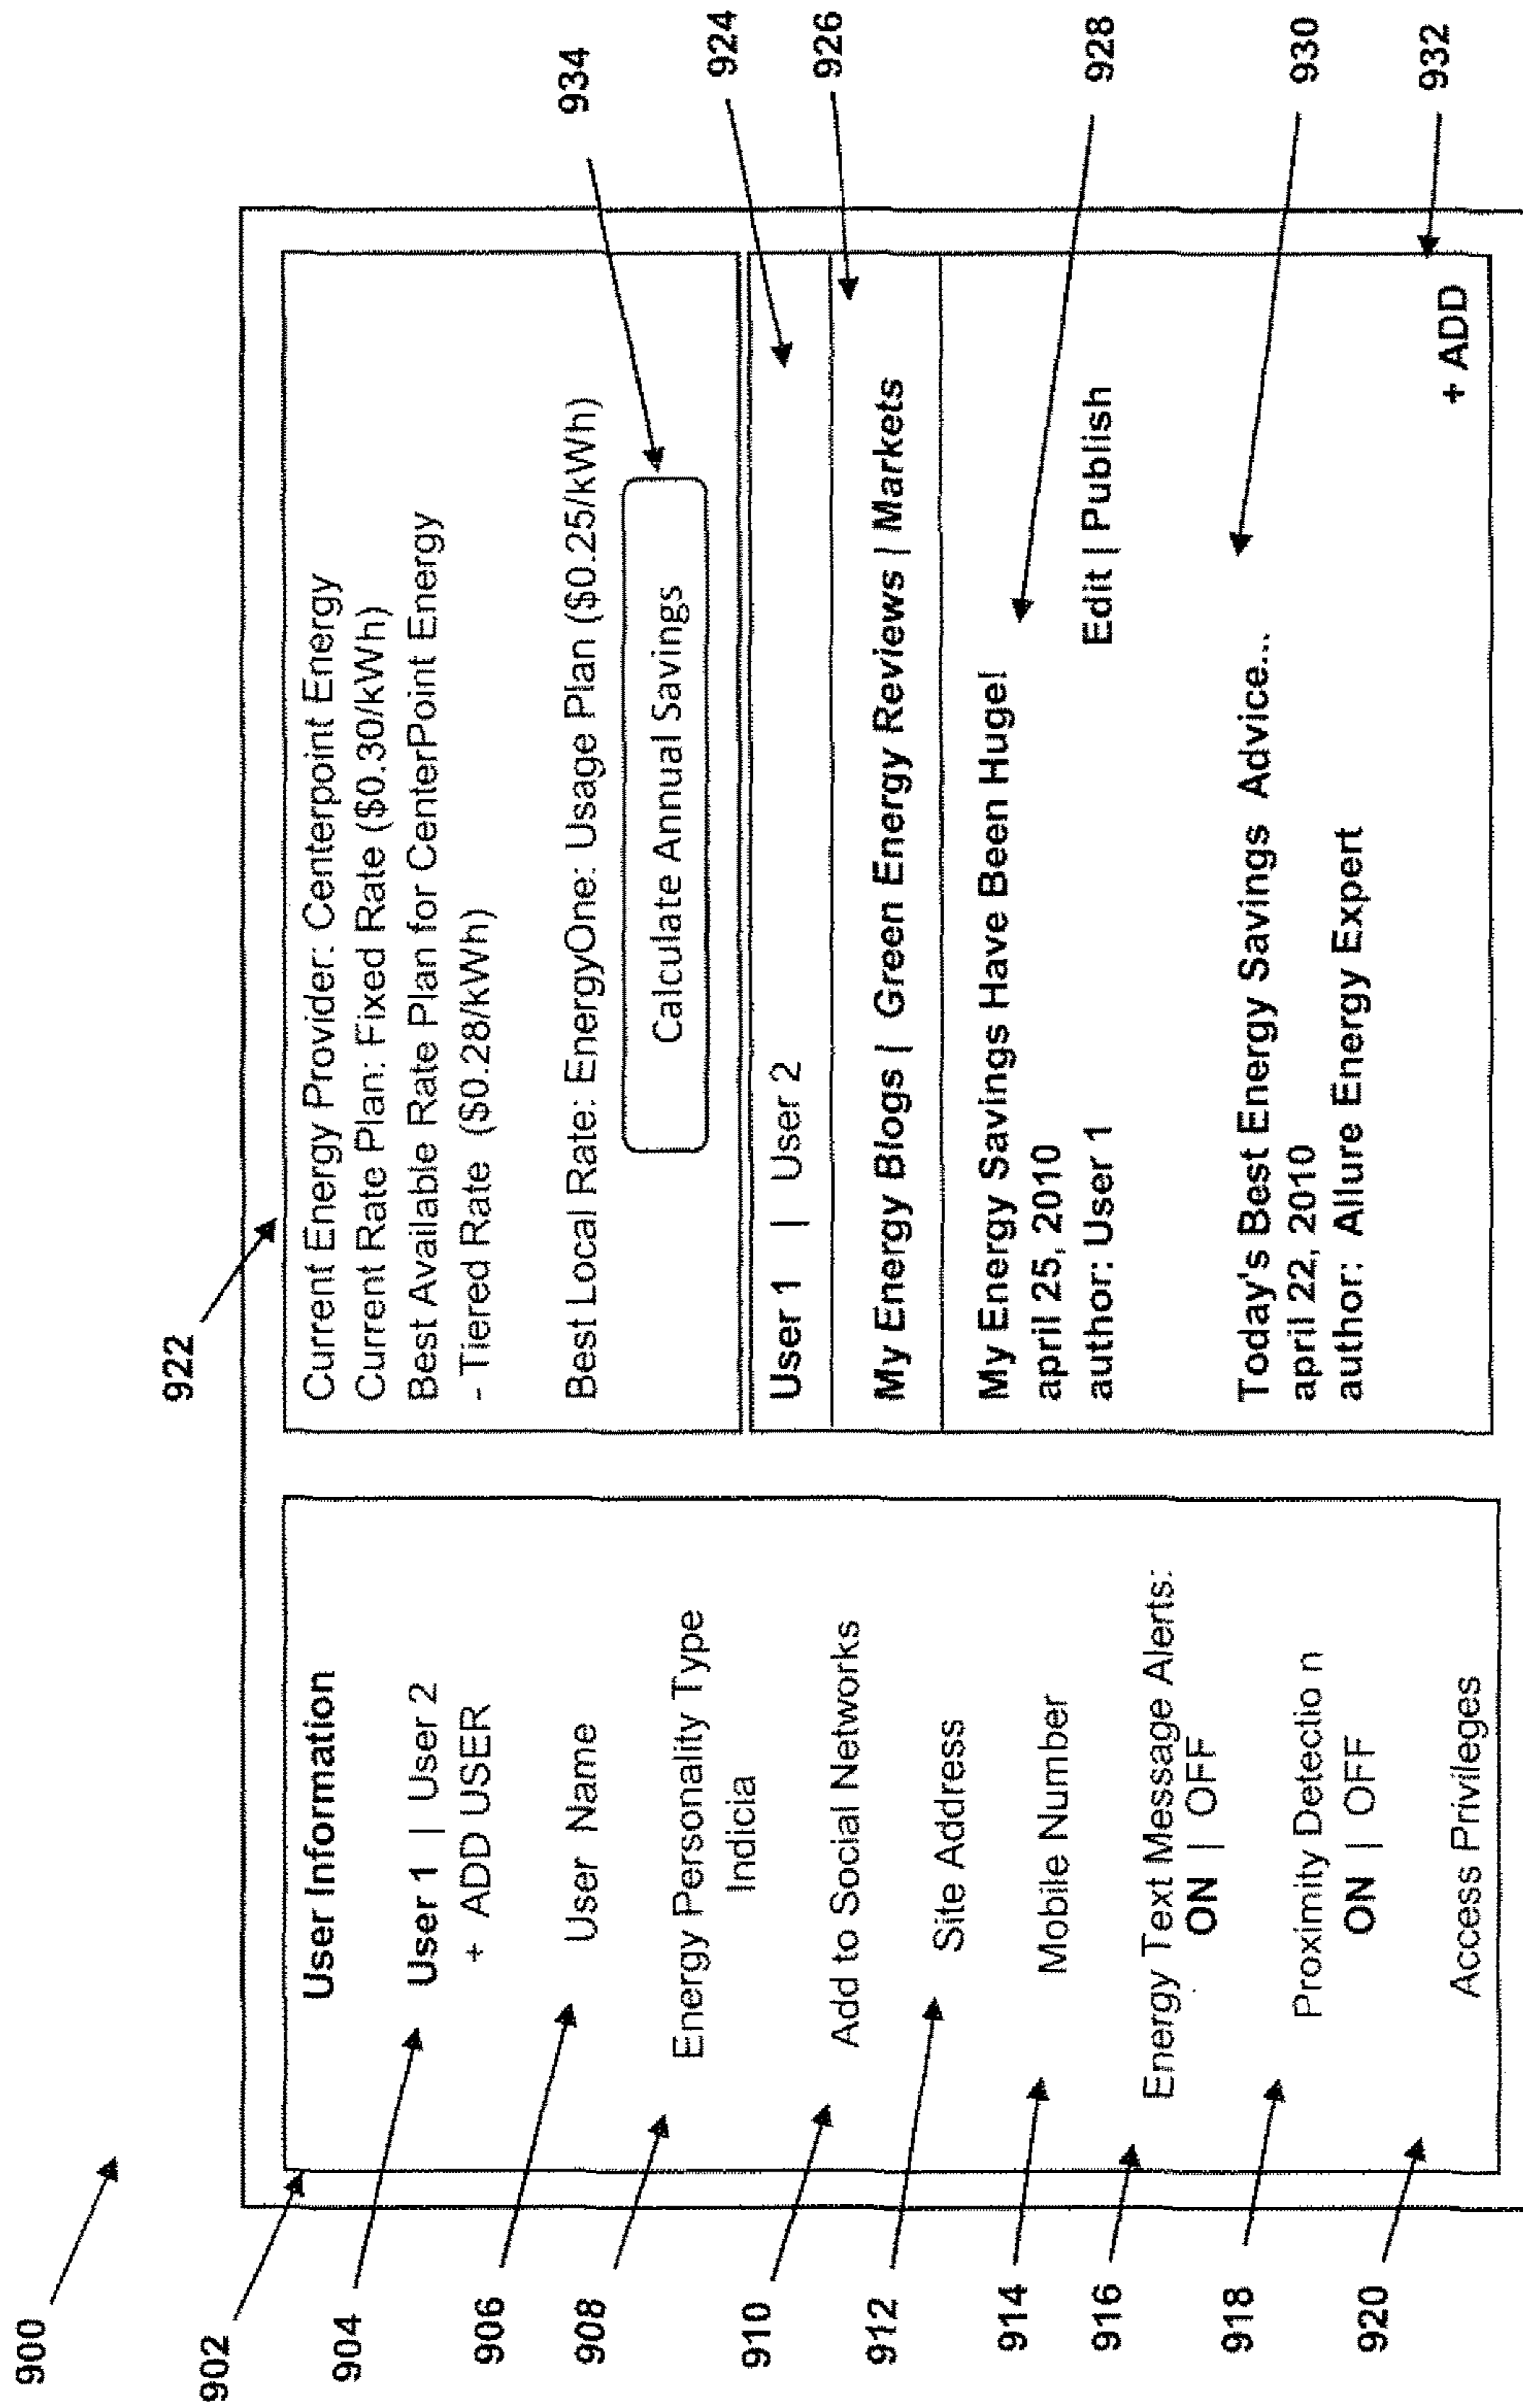 900
902
904
906
908
910
912
914
916
918
920
User Information
User 1 | User 2
+ ADD USER
User Name
Energy Personality Type
Indicia
Add to Social Networks
Site Address
Mobile Number
Energy Text Message Alerts:
ON | OFF
Proximity Detectio n
ON | OFF
Access Privileges
922
Current Energy Provider: Centerpoint Energy
Current Rate Plan: Fixed Rate ($0.30/kWh)
Best Available Rate Plan for CenterPoint Energy
- Tiered Rate ($0.28/kWh)
Best Local Rate: EnergyOne: Usage Plan ($0.25/kWh)
Calculate Annual Savings
User 1 | User 2
My Energy Blogs | Green Energy Reviews | Markets
My Energy Savings Have Been Huge!
april 25, 2010
author: User 1
Edit | Publish
Today's Best Energy Savings Advice...
april 22, 2010
author: Allure Energy Expert
+ ADD
934
924
926
928
930
932